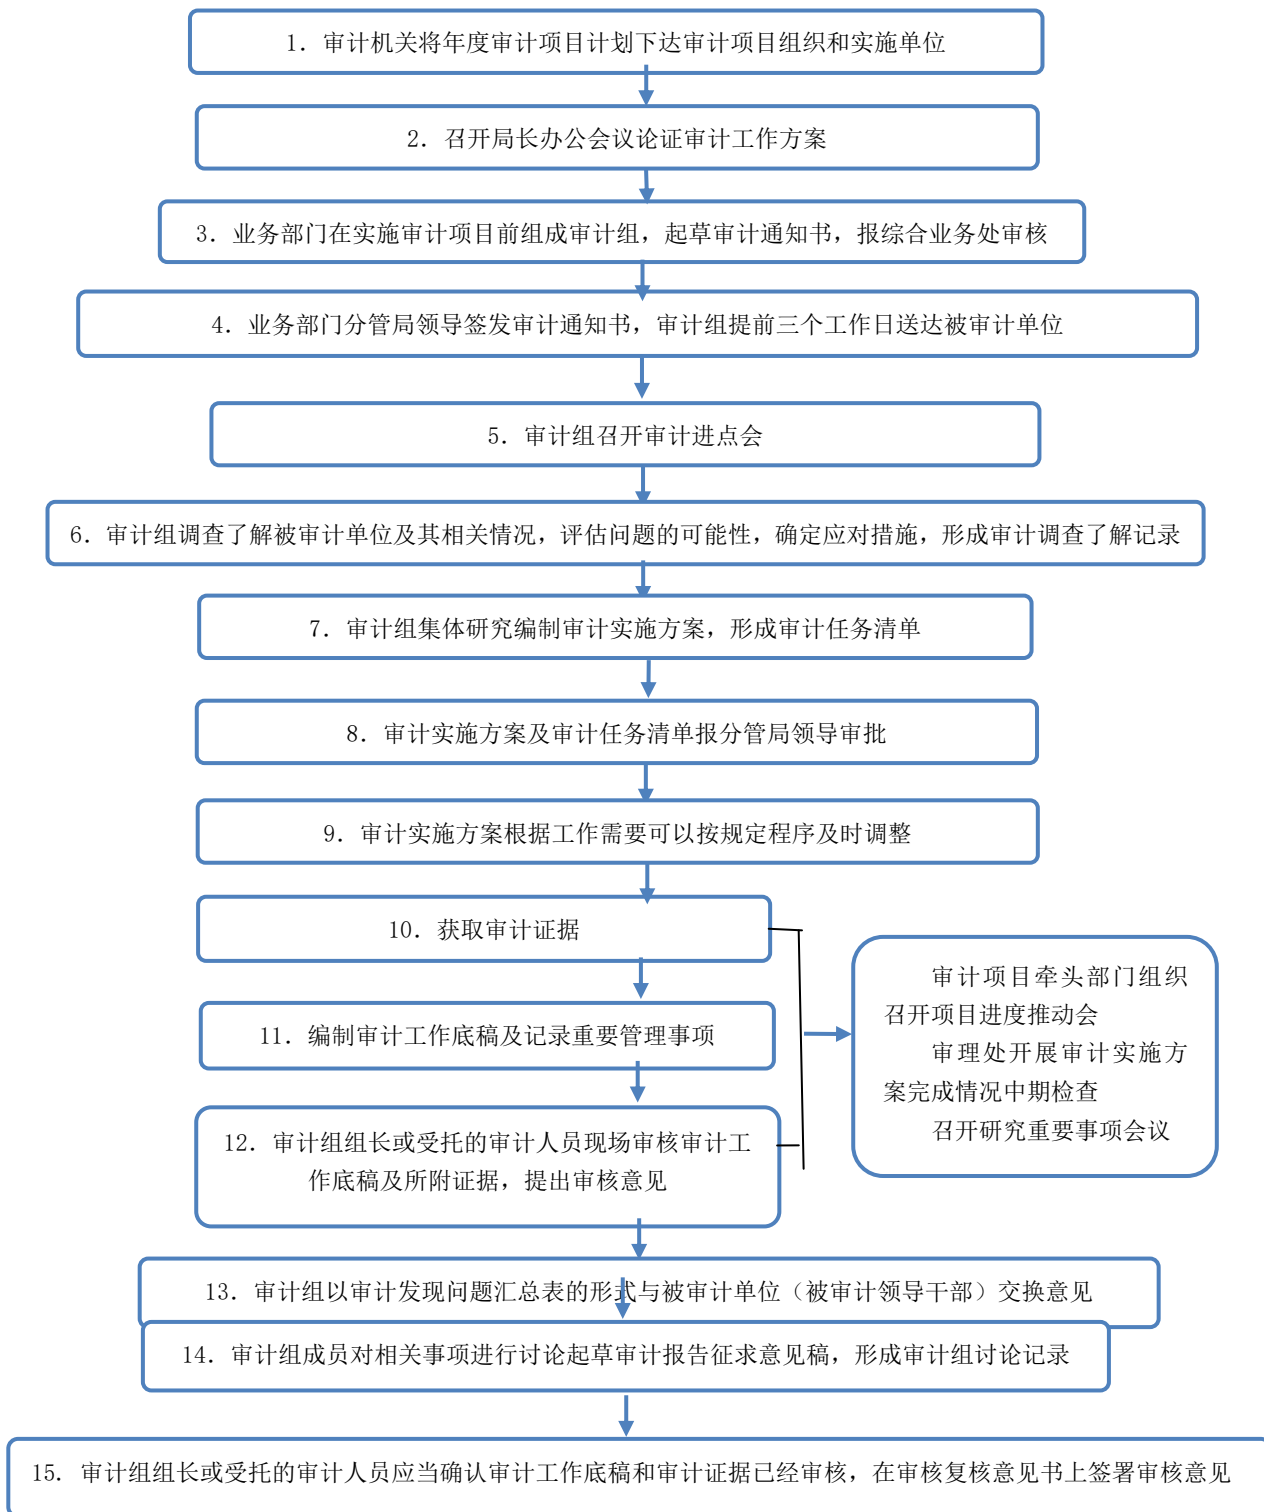 1. 审计机关将年度审计项目计划下达审计项目组织和实施单位
2. 召开局长办公会议论证审计工作方案
3. 业务部门在实施审计项目前组成审计组，起草审计通知书，报综合业务处审核
4. 业务部门分管局领导签发审计通知书，审计组提前三个工作日送达被审计单位
5. 审计组召开审计进点会
6. 审计组调查了解被审计单位及其相关情况，评估问题的可能性，确定应对措施，形成审计调查了解记录
7. 审计组集体研究编制审计实施方案，形成审计任务清单
8. 审计实施方案及审计任务清单报分管局领导审批
9. 审计实施方案根据工作需要可以按规定程序及时调整
10. 获取审计证据
11. 编制审计工作底稿及记录重要管理事项
12. 审计组组长或受托的审计人员现场审核审计工
作底稿及所附证据，提出审核意见
审计项目牵头部门组织
召开项目进度推动会
审理处开展审计实施方
案完成情况中期检查
召开研究重要事项会议
13. 审计组以审计发现问题汇总表的形式与被审计单位（被审计领导干部）交换意见
14. 审计组成员对相关事项进行讨论起草审计报告征求意见稿，形成审计组讨论记录
15. 审计组组长或受托的审计人员应当确认审计工作底稿和审计证据已经审核，在审核复核意见书上签署审核意见